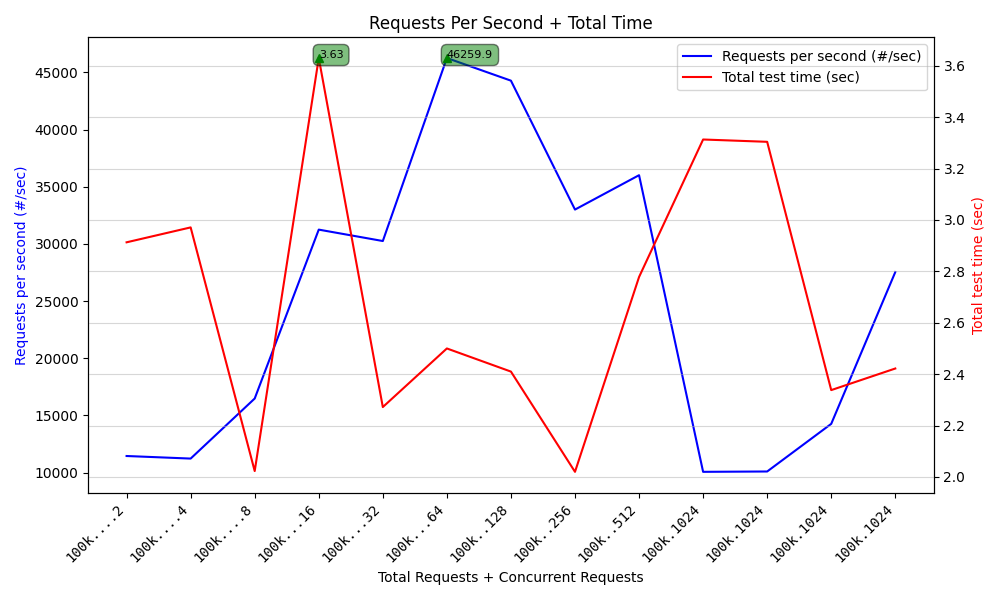 Requests Per Second + Total Time
3.63
46259.9
Requests per second (#/sec)
Total test time (sec)
45000
40000
35000
30000
25000
20000
15000
10000
Requests per second (#/sec)
3.6
3.4
3.2
3.0
2.8
2.6
2.4
2.2
2.0
Total test time (sec)
100k....2
100k....4
100k....8
100k...16
100k...32
100k...64
100k..128
100k..256
100k..512
100k.1024
100k.1024
100k.1024
100k.1024
Total Requests + Concurrent Requests